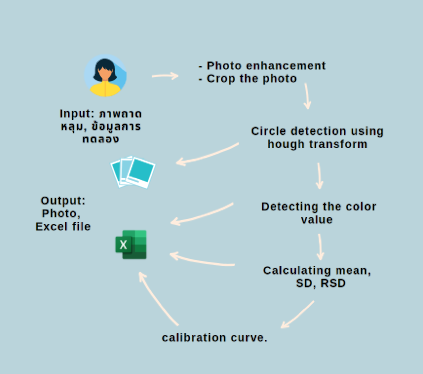 - Photo enhancement
- Crop the photo
Input: ภาพถาด
หลุม, ข้อมูลการ
ทดลอง
Circle detection using
hough transform
Output:
Photo,
Excel file
Detecting the color
value
X
Calculating mean,
SD, RSD
calibration curve.